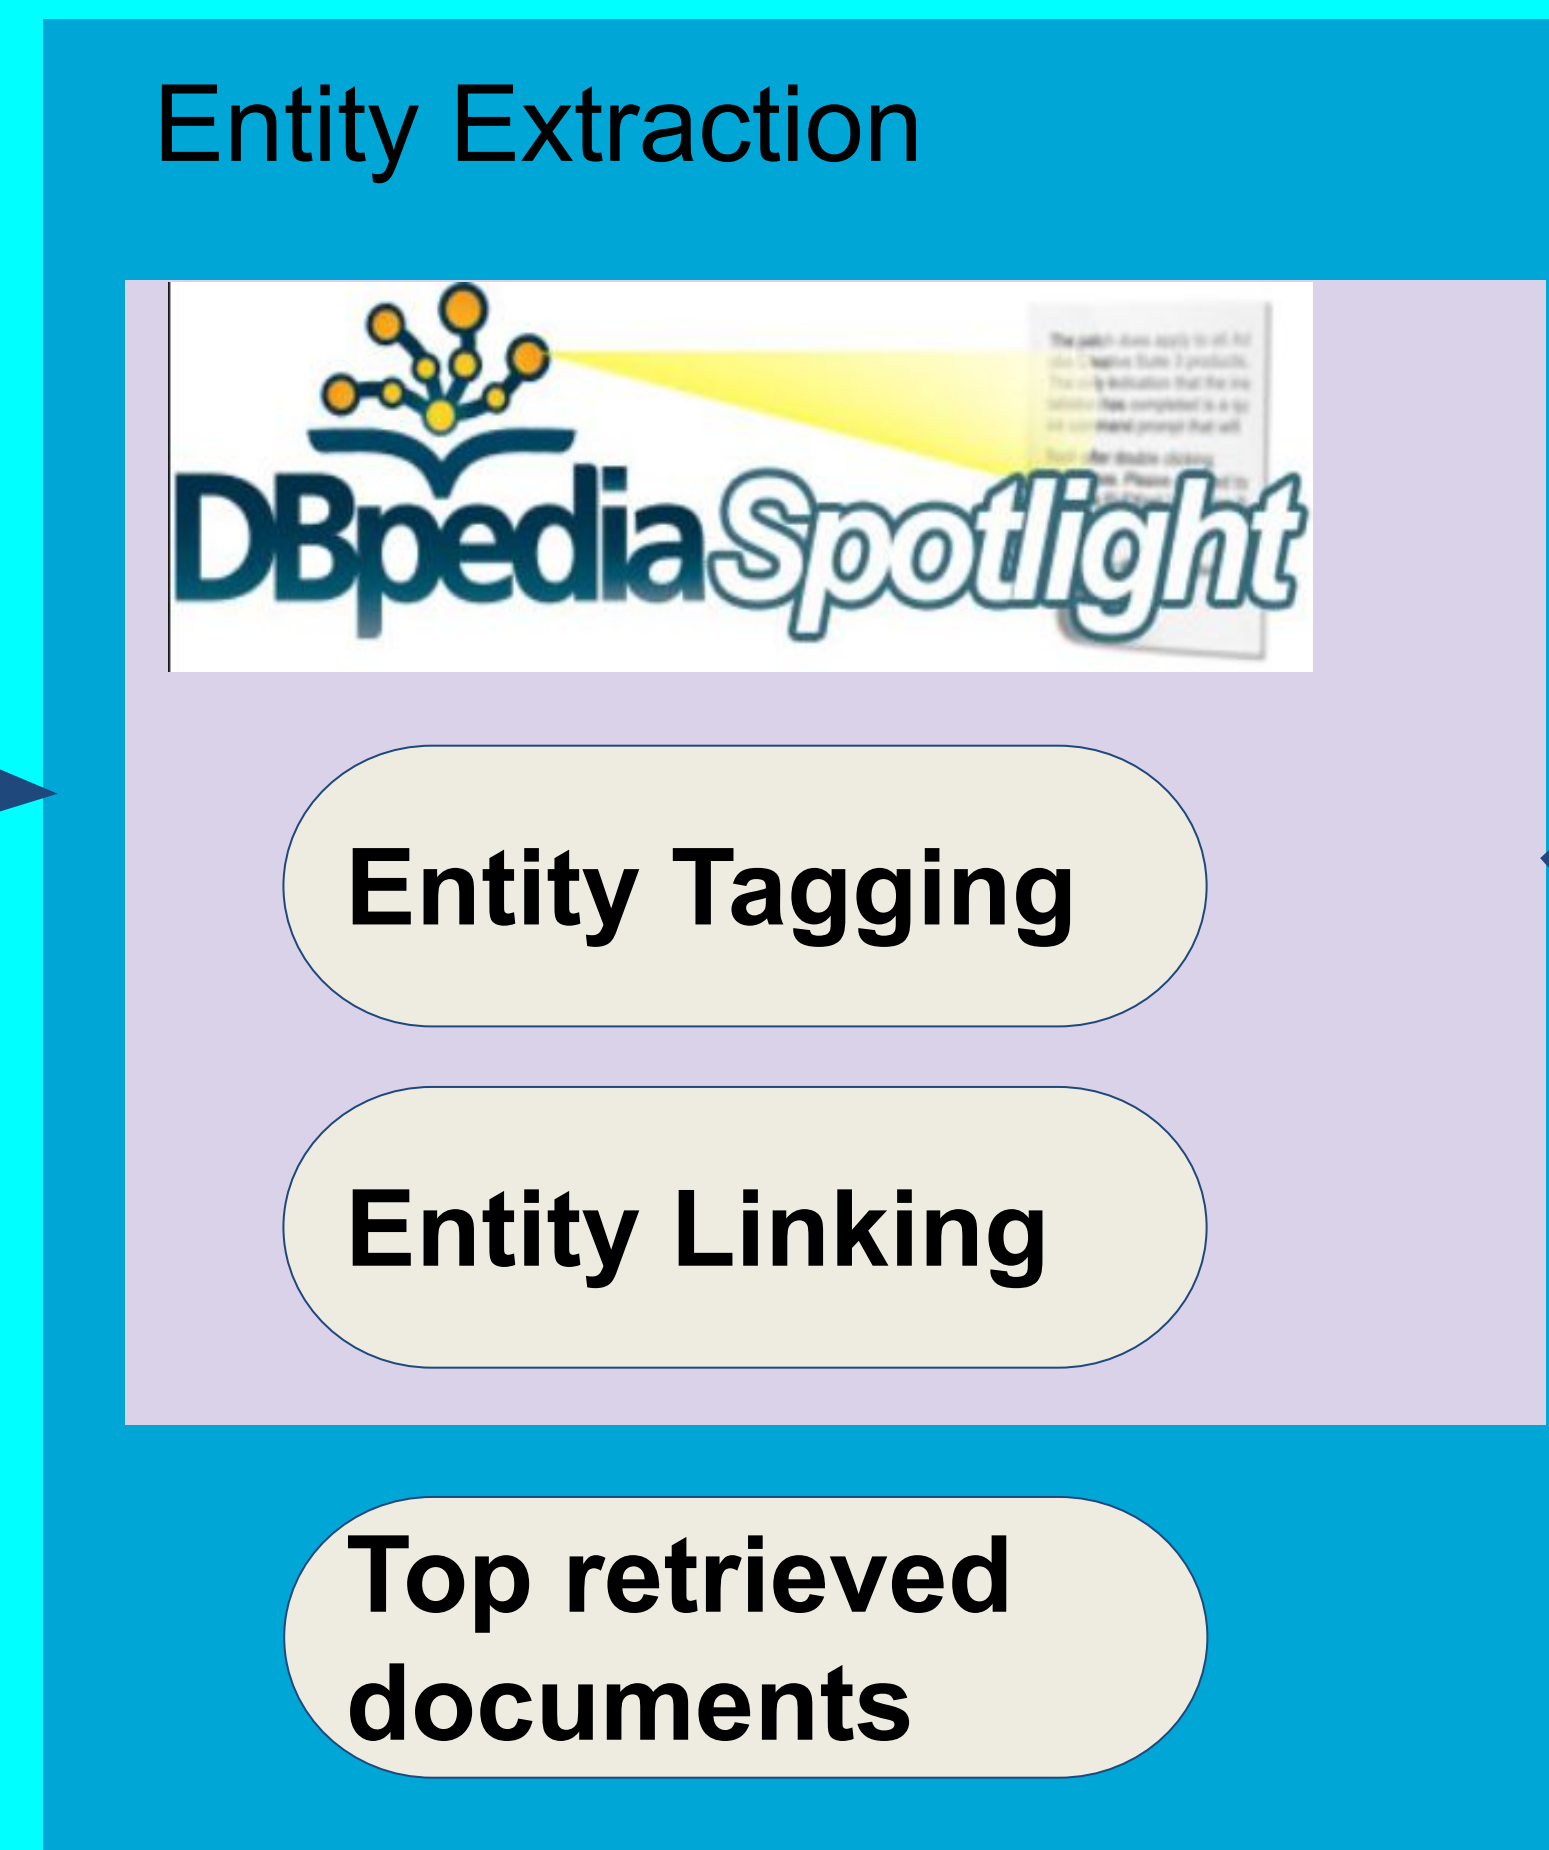 Entity Extraction
DBpedia Spotlight
Entity Tagging
Entity Linking
Top retrieved
documents